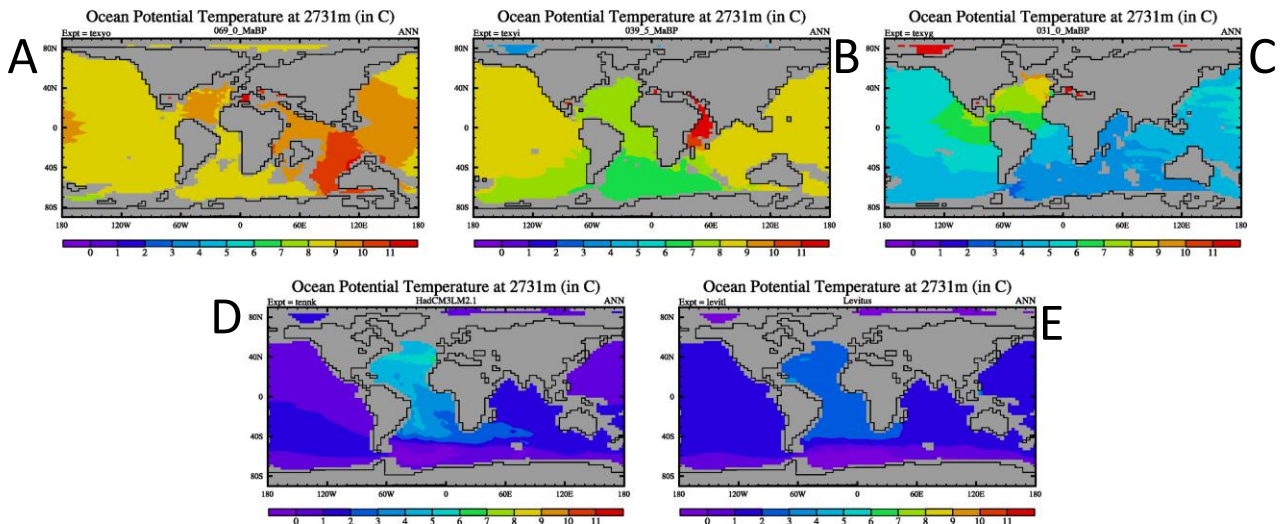 A
Ocean Potential Temperature at 2731m (in C)
Expt = texyo 069_0_MaBP ANN
80N
40N
0
40S
80S
180 120W 60W 0 60E 120E 180
0 1 2 3 4 5 6 7 8 9 10 11
Ocean Potential Temperature at 2731m (in C)
Expt = texyi 039_5_MaBP ANN
80N
40N
0
40S
80S
180 120W 60W 0 60E 120E 180
0 1 2 3 4 5 6 7 8 9 10 11
B
Ocean Potential Temperature at 2731m (in C)
Expt = texyg 031_0_MaBP ANN
80N
40N
0
40S
80S
180 120W 60W 0 60E 120E 180
0 1 2 3 4 5 6 7 8 9 10 11
C
D
Ocean Potential Temperature at 2731m (in C)
Expt = tennk HadCM3LM2.1 ANN
80N
40N
0
40S
80S
180 120W 60W 0 60E 120E 180
0 1 2 3 4 5 6 7 8 9 10 11
Ocean Potential Temperature at 2731m (in C)
Expt = levitl Levitus ANN
80N
40N
0
40S
80S
180 120W 60W 0 60E 120E 180
0 1 2 3 4 5 6 7 8 9 10 11
E